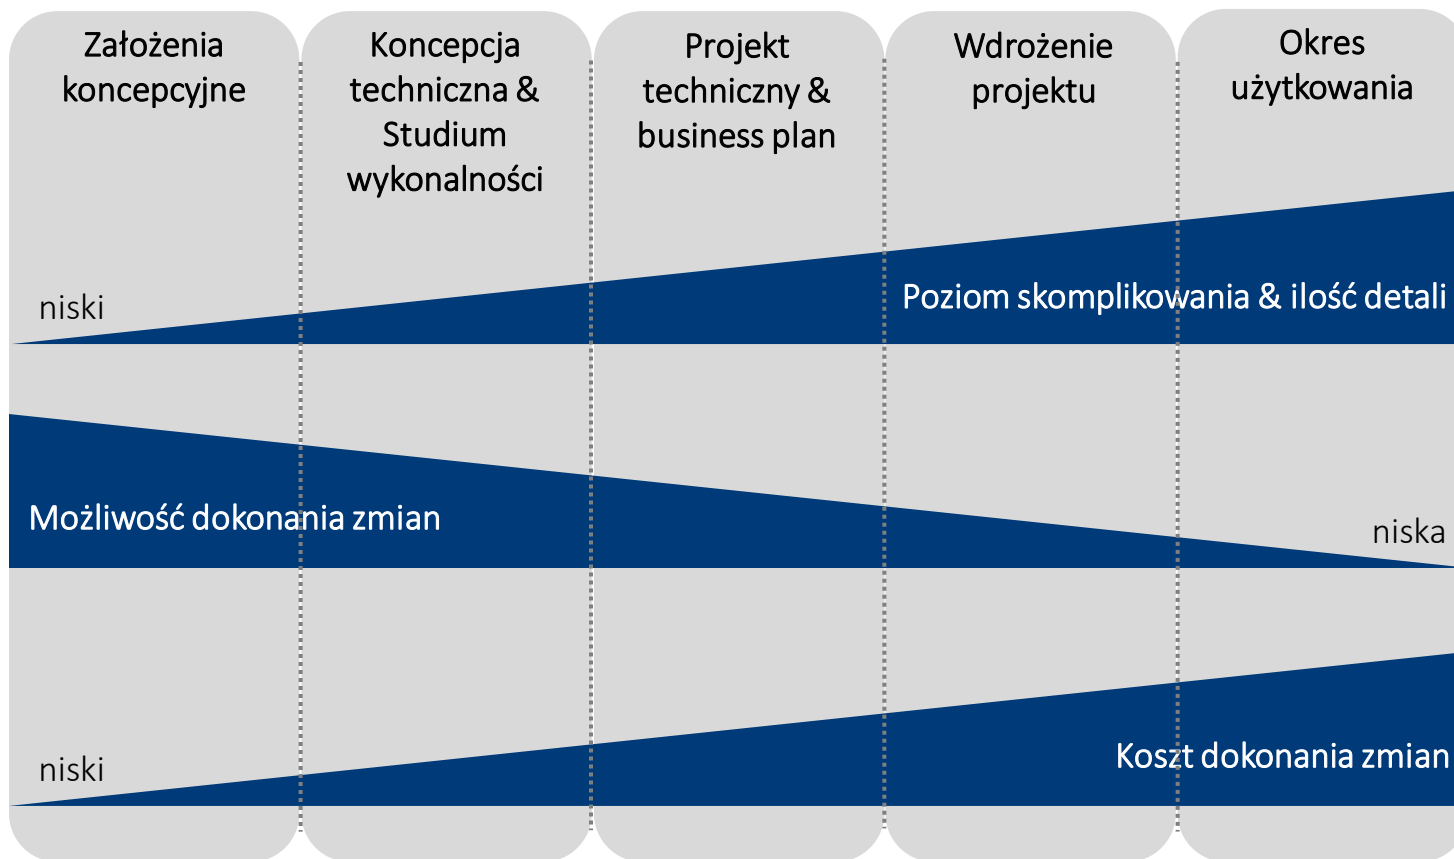 Założenia
koncepcyjne
Koncepcja
techniczna &
Studium
wykonalności
Projekt
techniczny &
business plan
Wdrożenie
projektu
Okres
użytkowania
niski
Poziom skomplikowania & ilość detali
Możliwość dokonania zmian
niska
niski
Koszt dokonania zmian